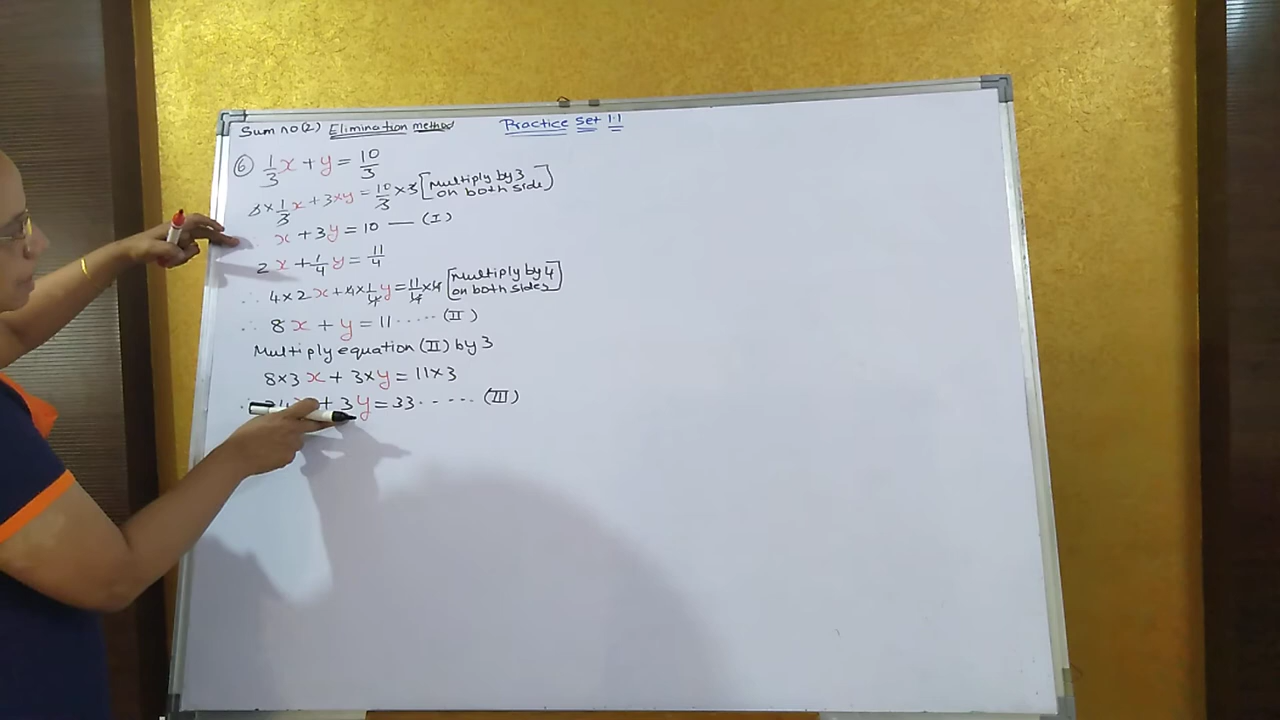 Sum no(2) Elimination method Practice Set 1.1
⑥ 1/3 x + y = 10/3
3 × 1/3 x + 3×y = 10/3 × 3 [Multiply by 3 on both side]
x + 3y = 10 — (I)
2x + 1/4 y = 11/4
∴ 4×2x + 4×1/4 y = 11/4 ×4 [Multiply by 4 on both sides]
∴ 8x + y = 11 ..... (II)
Multiply equation (II) by 3
8×3x + 3×y = 11×3
+ 3y = 33 ..... (III)